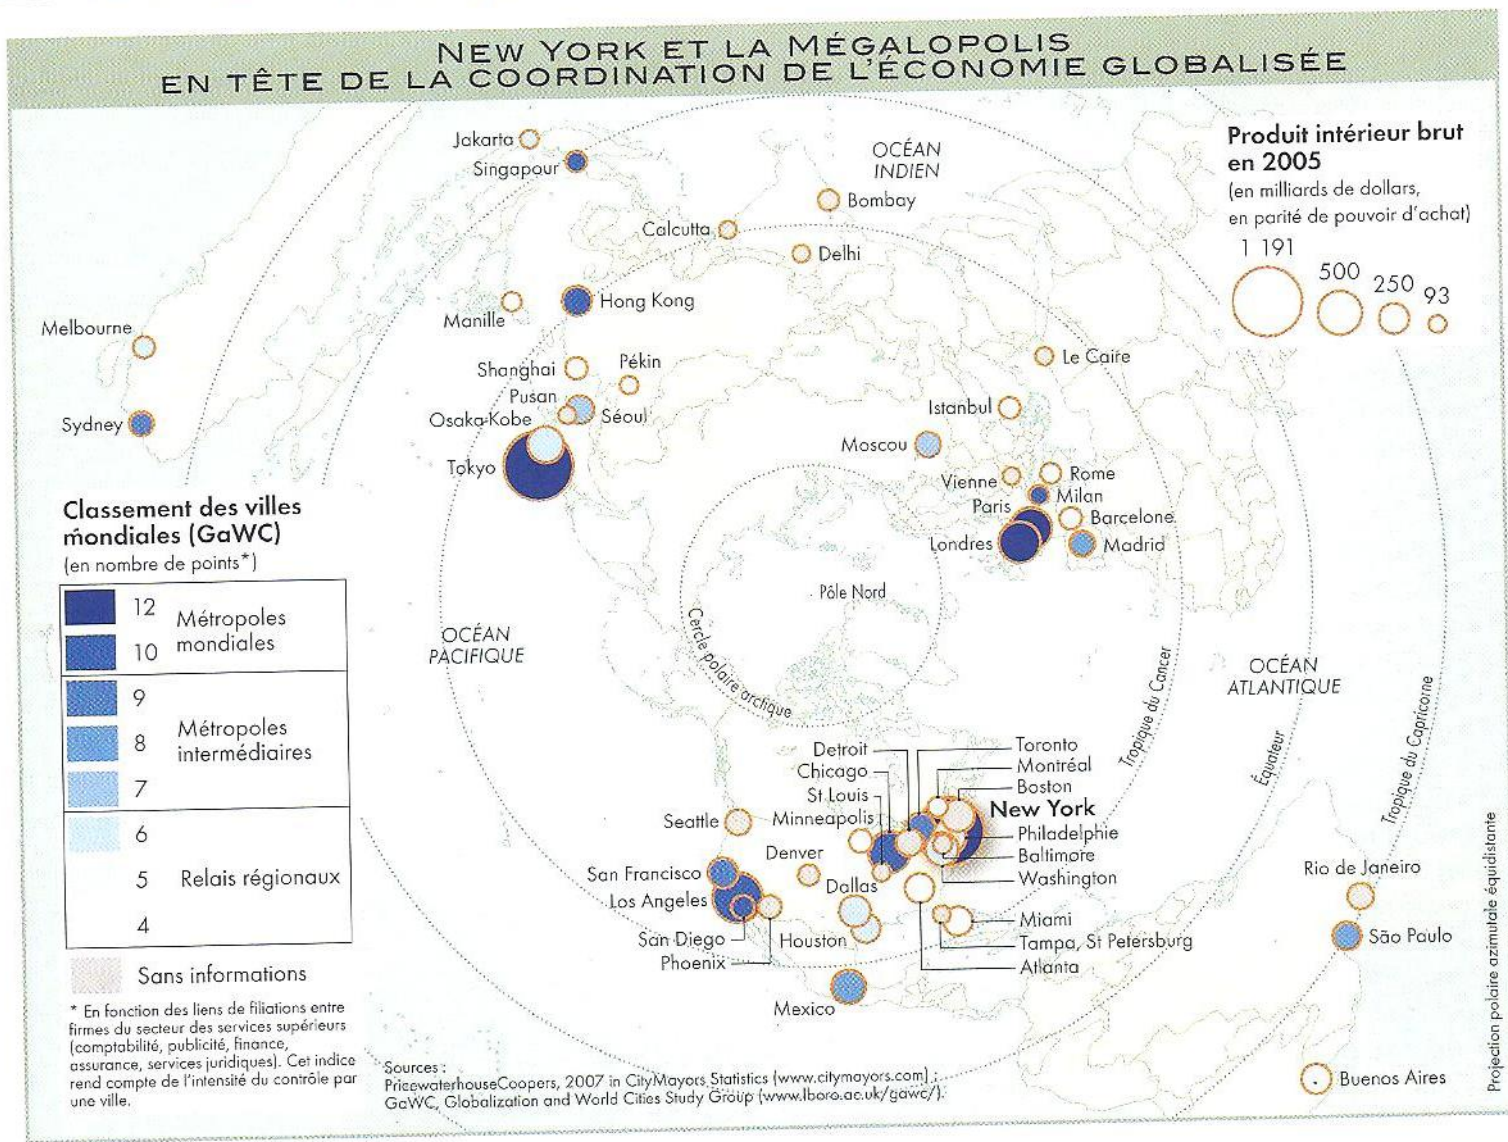 NEW YORK ET LA MÉGALOPOLIS
EN TÊTE DE LA COORDINATION DE L'ÉCONOMIE GLOBALISÉE
Produit intérieur brut
en 2005
(en milliards de dollars,
en parité de pouvoir d'achat)
1 191
500
250
93
Jakarta
Singapour
OCÉAN
INDIEN
Bombay
Calcutta
Delhi
Hong Kong
Manille
Melbourne
Sydney
Shanghai
Pékin
Pusan
Séoul
Osaka-Kobe
Tokyo
Le Caire
Istanbul
Moscou
Vienne
Rome
Milan
Paris
Barcelone
Londres
Madrid
Classement des villes
mondiales (GaWC)
(en nombre de points*)
12
10
Métropoles
mondiales
9
8
7
Métropoles
intermédiaires
6
5
4
Relais régionaux
Sans informations
* En fonction des liens de filiations entre
firmes du secteur des services supérieurs
(comptabilité, publicité, finance,
assurance, services juridiques). Cet indice
rend compte de l'intensité du contrôle par
une ville.
Pôle Nord
Cercle polaire arctique
OCÉAN
PACIFIQUE
OCÉAN
ATLANTIQUE
Tropique du Cancer
Équateur
Tropique du Capricorne
Detroit
Chicago
St Louis
Minneapolis
Toronto
Montréal
Boston
New York
Philadelphie
Baltimore
Washington
Seattle
Denver
San Francisco
Los Angeles
San Diego
Phoenix
Dallas
Houston
Miami
Tampa, St Petersburg
Atlanta
Mexico
Rio de Janeiro
São Paulo
Buenos Aires
Sources :
PricewaterhouseCoopers, 2007 in CityMayors Statistics (www.citymayors.com) ;
GaWC, Globalization and World Cities Study Group (www.lboro.ac.uk/gawc/).
Projection polaire azimutale équidistante